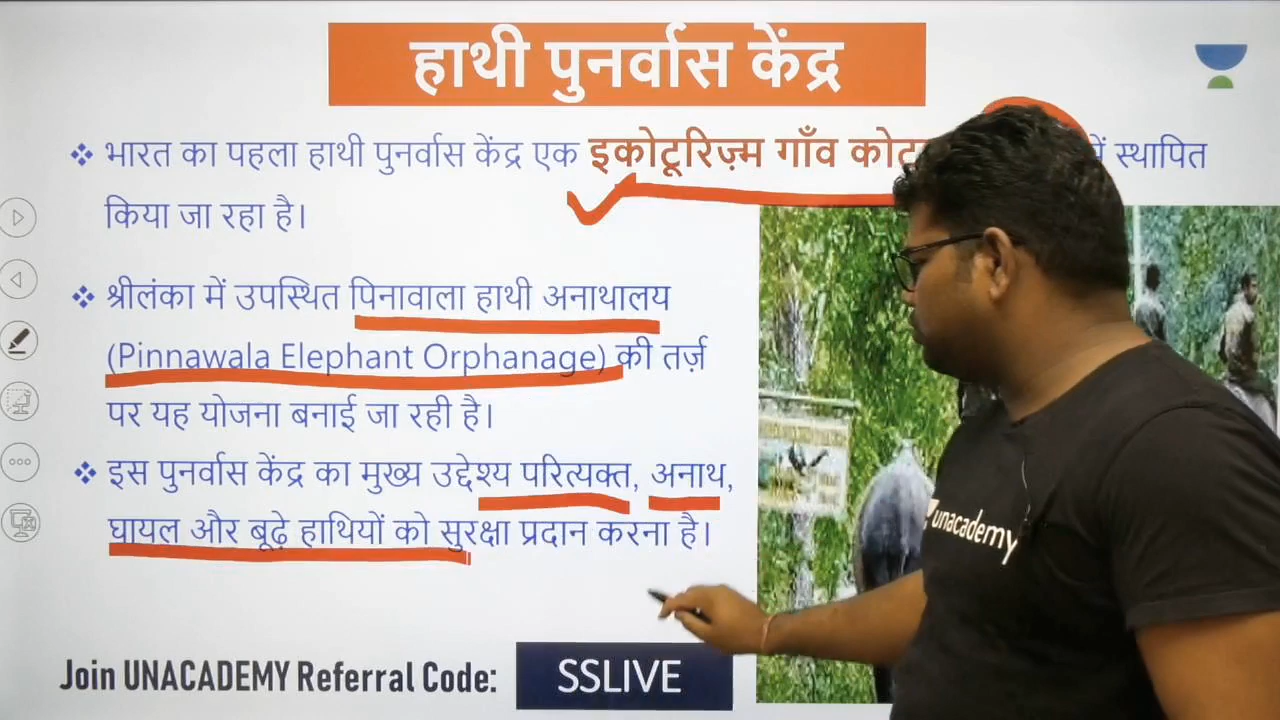 हाथी पुनर्वास केंद्र
❖ भारत का पहला हाथी पुनर्वास केंद्र एक इकोटूरिज़्म गाँव में स्थापित
किया जा रहा है।
❖ श्रीलंका में उपस्थित पिनावाला हाथी अनाथालय
(Pinnawala Elephant Orphanage) की तर्ज़
पर यह योजना बनाई जा रही है।
❖ इस पुनर्वास केंद्र का मुख्य उद्देश्य परित्यक्त, अनाथ,
घायल और बूढ़े हाथियों को सुरक्षा प्रदान करना है।
unacademy
Join UNACADEMY Referral Code: SSLIVE